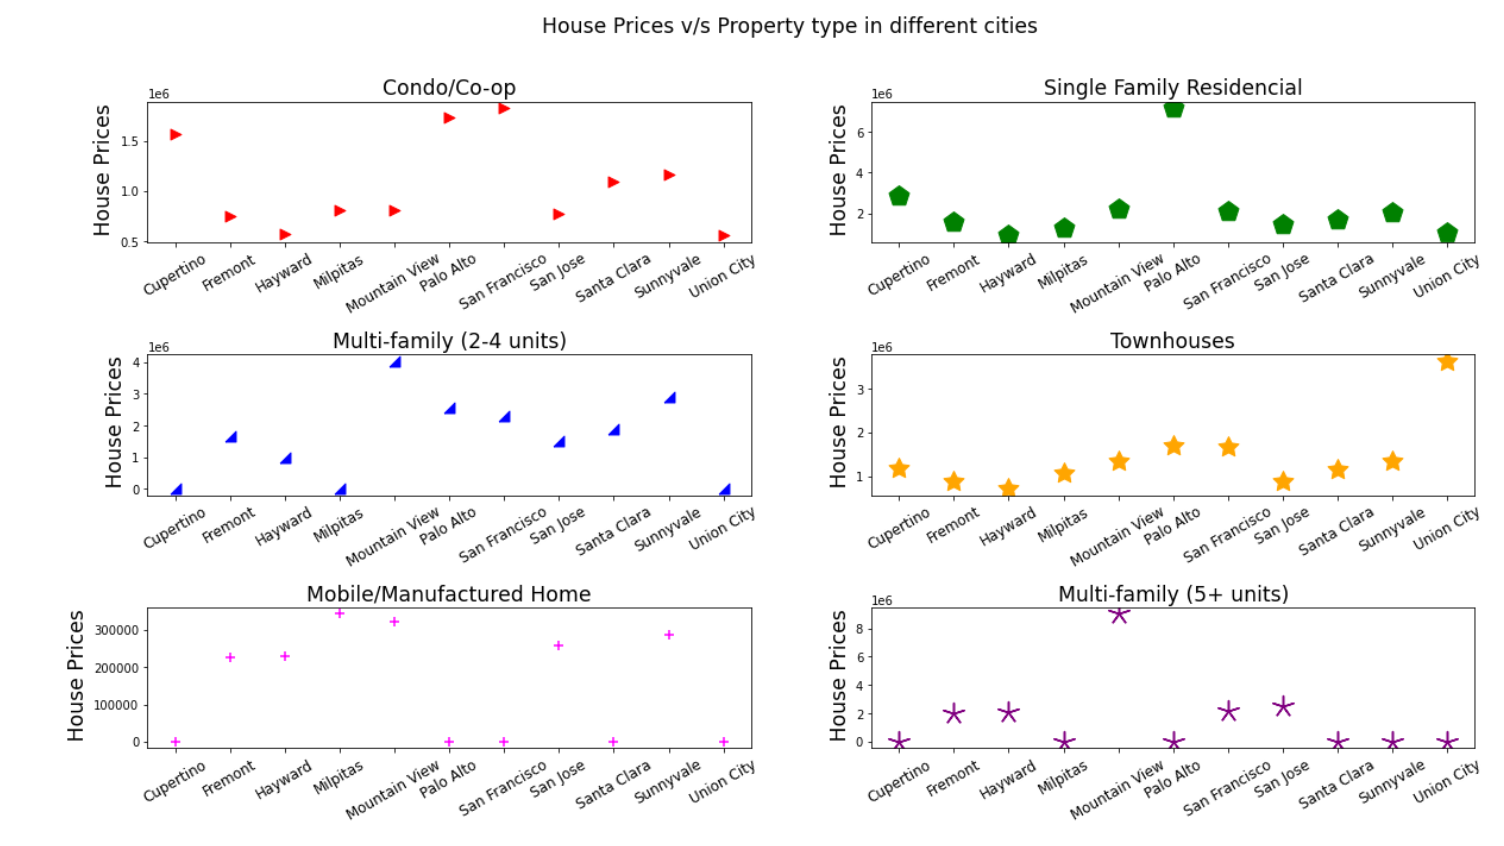 House Prices v/s Property type in different cities
Condo/Co-op
1e6
House Prices
1.5
1.0
0.5
Cupertino
Fremont
Hayward
Milpitas
Mountain View
Palo Alto
San Francisco
San Jose
Santa Clara
Sunnyvale
Union City
Single Family Residencial
1e6
House Prices
6
4
2
Cupertino
Fremont
Hayward
Milpitas
Mountain View
Palo Alto
San Francisco
San Jose
Santa Clara
Sunnyvale
Union City
Multi-family (2-4 units)
1e6
House Prices
4
3
2
1
0
Cupertino
Fremont
Hayward
Milpitas
Mountain View
Palo Alto
San Francisco
San Jose
Santa Clara
Sunnyvale
Union City
Townhouses
1e6
House Prices
3
2
1
Cupertino
Fremont
Hayward
Milpitas
Mountain View
Palo Alto
San Francisco
San Jose
Santa Clara
Sunnyvale
Union City
Mobile/Manufactured Home
House Prices
300000
200000
100000
0
Cupertino
Fremont
Hayward
Milpitas
Mountain View
Palo Alto
San Francisco
San Jose
Santa Clara
Sunnyvale
Union City
Multi-family (5+ units)
1e6
House Prices
8
6
4
2
0
Cupertino
Fremont
Hayward
Milpitas
Mountain View
Palo Alto
San Francisco
San Jose
Santa Clara
Sunnyvale
Union City